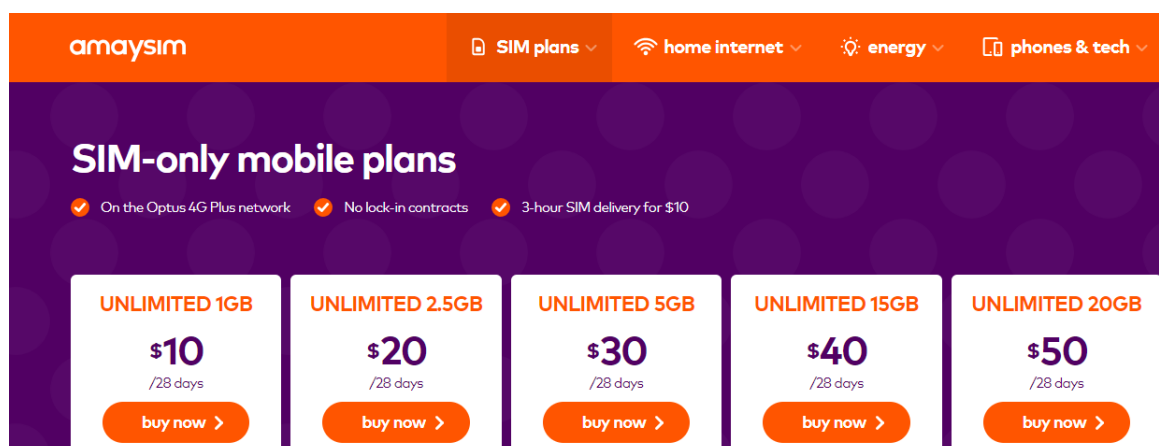 amaysim
SIM plans
home internet
energy
phones & tech
SIM-only mobile plans
On the Optus 4G Plus network
No lock-in contracts
3-hour SIM delivery for $10
UNLIMITED 1GB
$10
/28 days
buy now
UNLIMITED 2.5GB
$20
/28 days
buy now
UNLIMITED 5GB
$30
/28 days
buy now
UNLIMITED 15GB
$40
/28 days
buy now
UNLIMITED 20GB
$50
/28 days
buy now